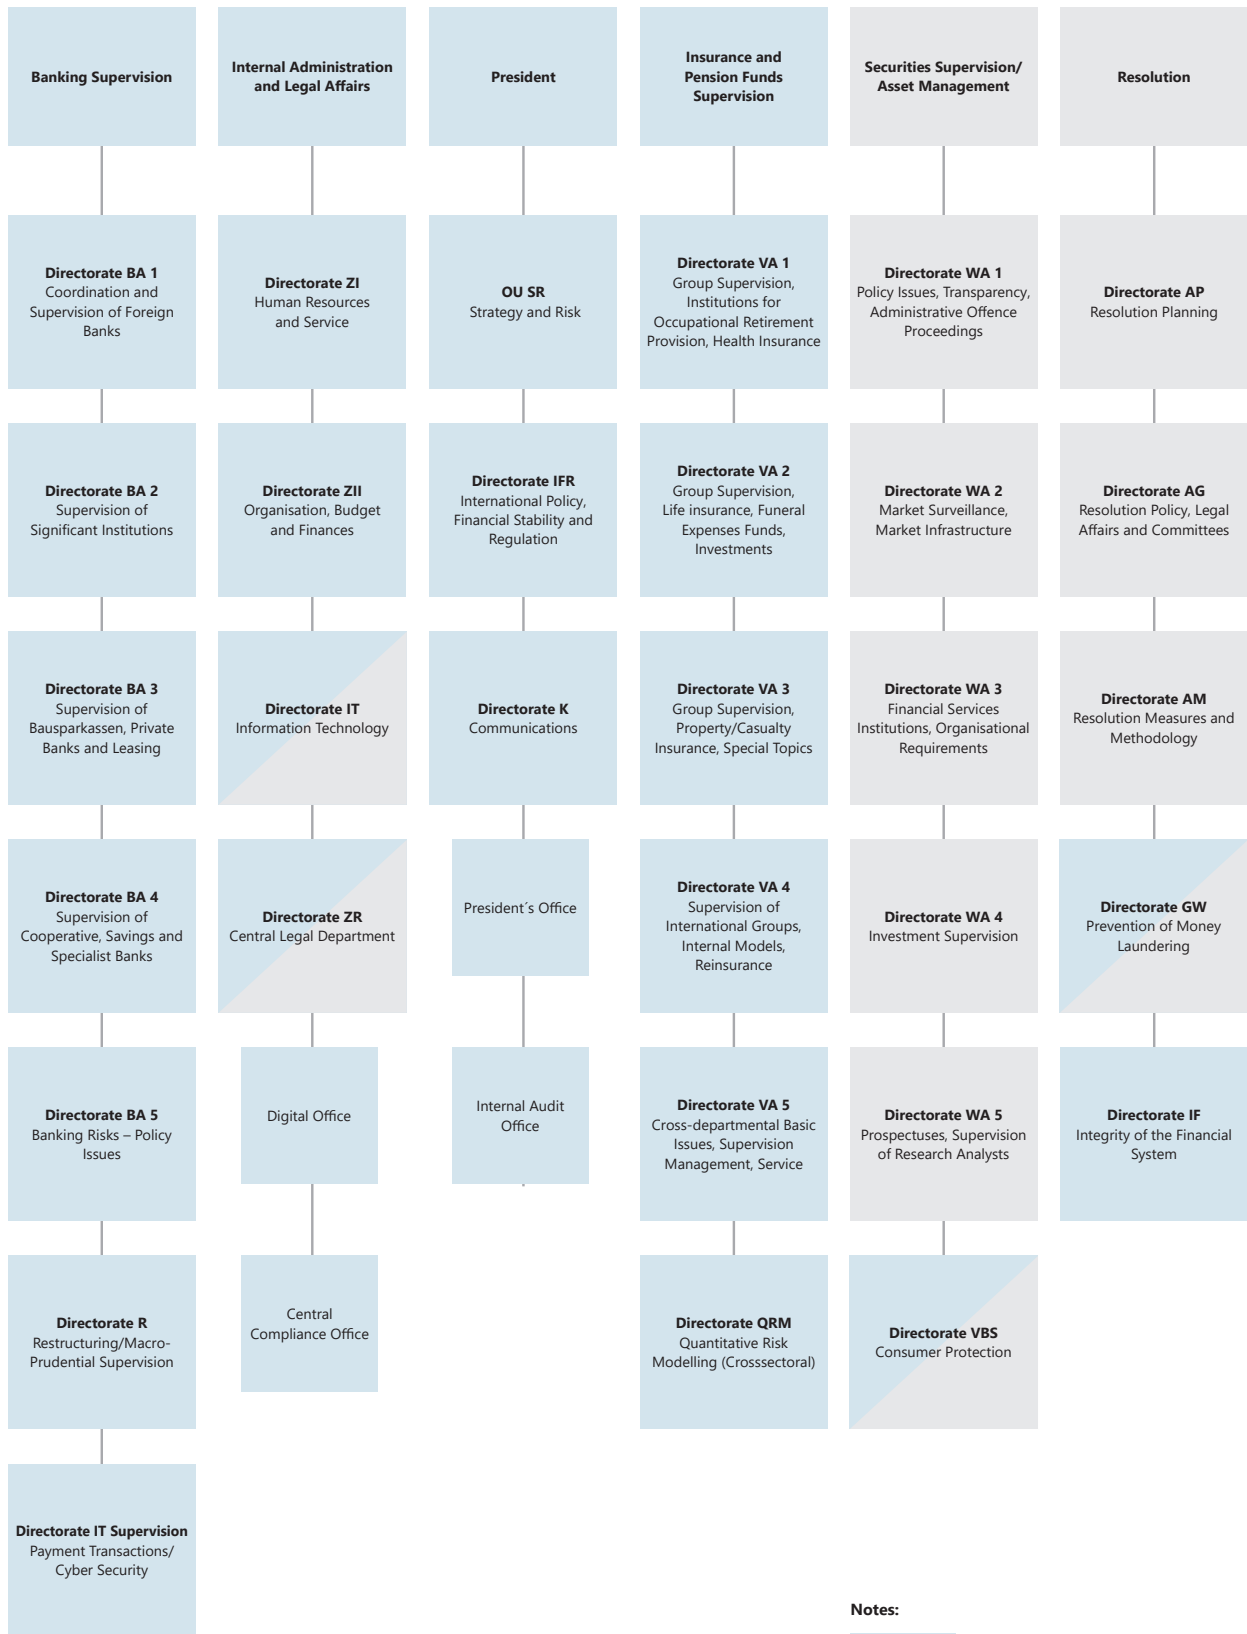 Banking Supervision
Internal Administration
and Legal Affairs
President
Insurance and
Pension Funds
Supervision
Securities Supervision/
Asset Management
Resolution
Directorate BA 1
Coordination and
Supervision of Foreign
Banks
Directorate ZI
Human Resources
and Service
OU SR
Strategy and Risk
Directorate VA 1
Group Supervision,
Institutions for
Occupational Retirement
Provision, Health Insurance
Directorate WA 1
Policy Issues, Transparency,
Administrative Offence
Proceedings
Directorate AP
Resolution Planning
Directorate BA 2
Supervision of
Significant Institutions
Directorate ZII
Organisation, Budget
and Finances
Directorate IFR
International Policy,
Financial Stability and
Regulation
Directorate VA 2
Group Supervision,
Life insurance, Funeral
Expenses Funds,
Investments
Directorate WA 2
Market Surveillance,
Market Infrastructure
Directorate AG
Resolution Policy, Legal
Affairs and Committees
Directorate BA 3
Supervision of
Bausparkassen, Private
Banks and Leasing
Directorate IT
Information Technology
Directorate K
Communications
Directorate VA 3
Group Supervision,
Property/Casualty
Insurance, Special Topics
Directorate WA 3
Financial Services
Institutions, Organisational
Requirements
Directorate AM
Resolution Measures and
Methodology
Directorate BA 4
Supervision of
Cooperative, Savings and
Specialist Banks
Directorate ZR
Central Legal Department
President´s Office
Directorate VA 4
Supervision of
International Groups,
Internal Models,
Reinsurance
Directorate WA 4
Investment Supervision
Directorate GW
Prevention of Money
Laundering
Directorate BA 5
Banking Risks – Policy
Issues
Digital Office
Internal Audit
Office
Directorate VA 5
Cross-departmental Basic
Issues, Supervision
Management, Service
Directorate WA 5
Prospectuses, Supervision
of Research Analysts
Directorate IF
Integrity of the Financial
System
Directorate R
Restructuring/Macro-
Prudential Supervision
Central
Compliance Office
Directorate QRM
Quantitative Risk
Modelling (Crosssectoral)
Directorate VBS
Consumer Protection
Directorate IT Supervision
Payment Transactions/
Cyber Security
Notes: